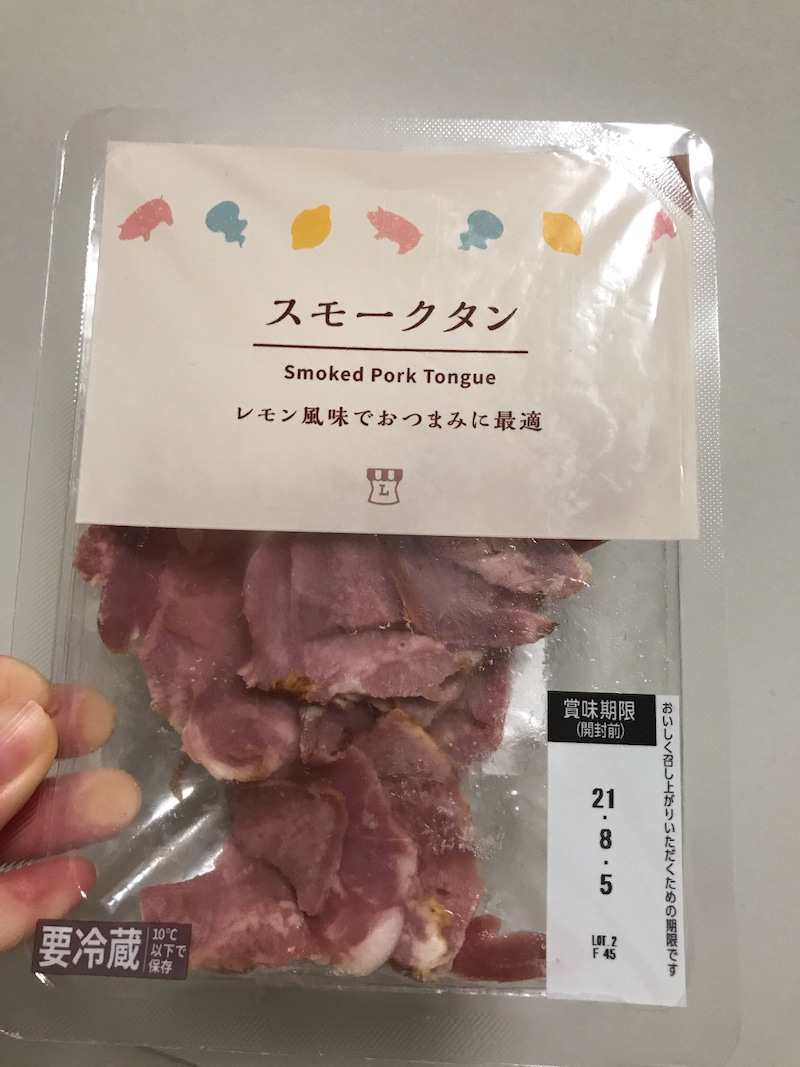 スモークタン
Smoked Pork Tongue
レモン風味でおつまみに最適
L
賞味期限
(開封前)
21.8.5
LOT.2
F 45
おいしく召し上がりいただくための期限です
要冷蔵
10℃
以下で
保存